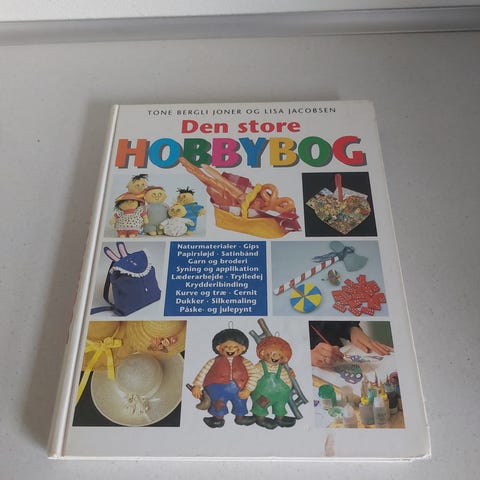 TONE BERGLI JONER OG LISA JACOBSEN
Den store
HOBBYBOG
Naturmaterialer · Gips
Papirsløjd · Satinbånd
Garn og broderi
Syning og applikation
Læderarbejde · Trylledej
Krydderibinding
Kurve og træ · Cernit
Dukker · Silkemaling
Påske- og julepynt